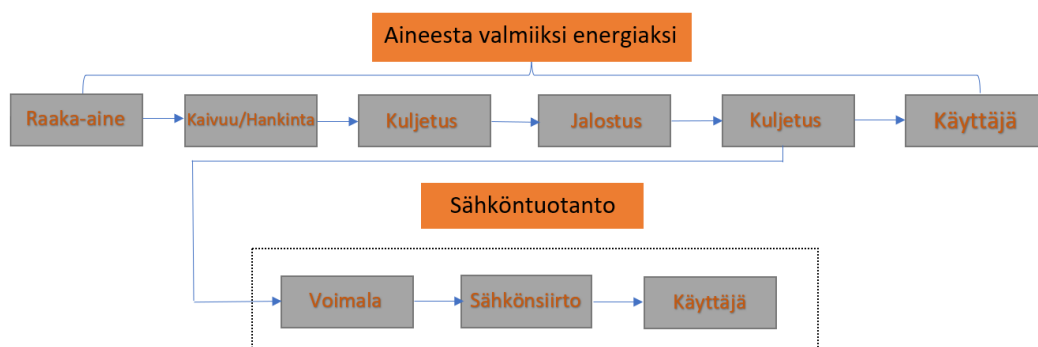 Aineesta valmiiksi energiaksi
Raaka-aine
Kaivuu/Hankinta
Kuljetus
Jalostus
Kuljetus
Käyttäjä
Sähköntuotanto
Voimala
Sähkönsiirto
Käyttäjä